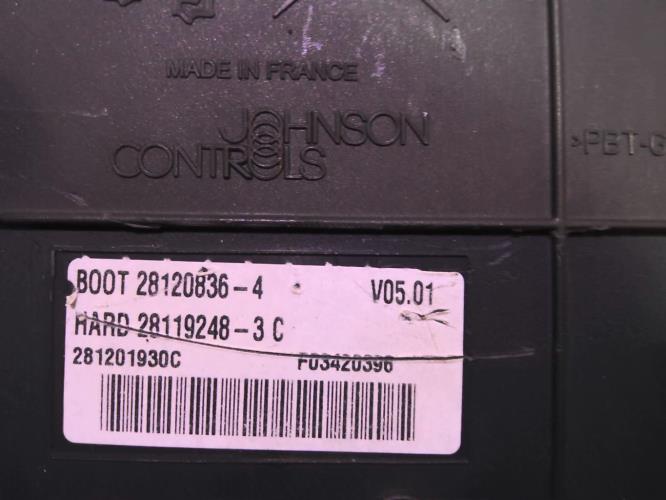 MADE IN FRANCE
JOHNSON
CONTROLS
>PBT-G
BOOT 28120836-4 V05.01
HARD 28119248-3 C
281201930C F03420396